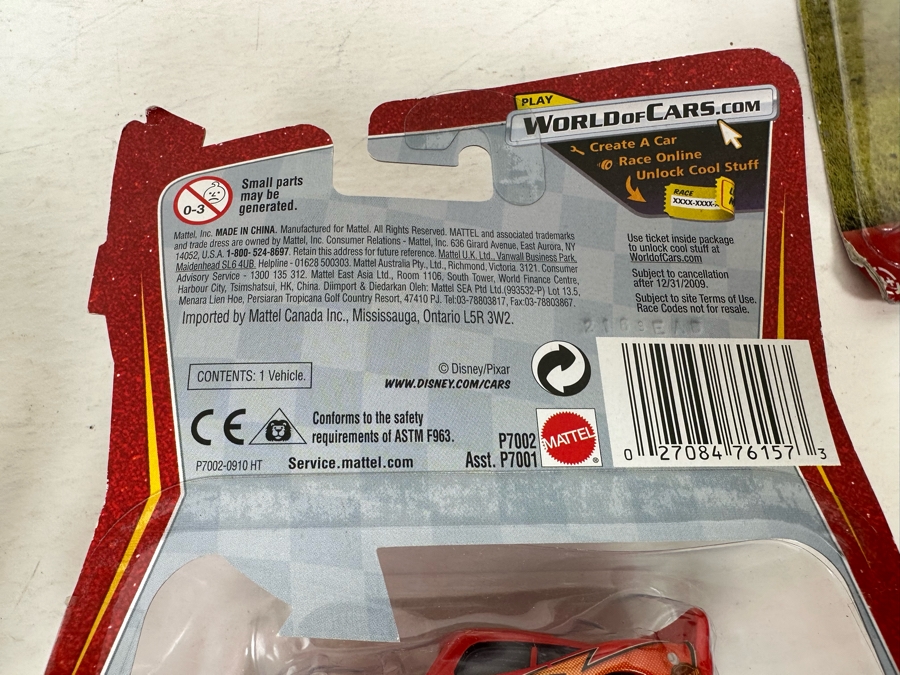 PLAY
WORLD OF CARS.COM
Create A Car
Race Online
Unlock Cool Stuff
RACE
XXXX-XXXX-
0-3
Small parts
may be
generated.
Mattel, Inc. MADE IN CHINA. Manufactured for Mattel. All Rights Reserved. MATTEL and associated trademarks
and trade dress are owned by Mattel, Inc. Consumer Relations - Mattel, Inc. 636 Girard Avenue, East Aurora, NY
14052, U.S.A. 1-800-524-8697. Retain this address for future reference. Mattel U.K. Ltd., Vanwall Business Park,
Maidenhead SL6 4UB. Helpline - 01628 500303. Mattel Australia Pty., Ltd., Richmond, Victoria. 3121. Consumer
Advisory Service - 1300 135 312. Mattel East Asia Ltd., Room 1106, South Tower, World Finance Centre,
Harbour City, Tsimshatsui, HK, China. Diimport & Diedarkan Oleh: Mattel SEA Ptd Ltd.(993532-P) Lot 13.5,
Menara Lien Hoe, Persiaran Tropicana Golf Country Resort, 47410 PJ. Tel:03-78803817, Fax:03-78803867.
Imported by Mattel Canada Inc., Mississauga, Ontario L5R 3W2.
Use ticket inside package
to unlock cool stuff at
WorldofCars.com
Subject to cancellation
after 12/31/2009.
Subject to site Terms of Use.
Race Codes not for resale.
CONTENTS: 1 Vehicle.
© Disney/Pixar
WWW.DISNEY.COM/CARS
CE
Conforms to the safety
requirements of ASTM F963.
P7002
Asst. P7001
MATTEL
®
P7002-0910 HT
Service.mattel.com
0 27084 76157 3